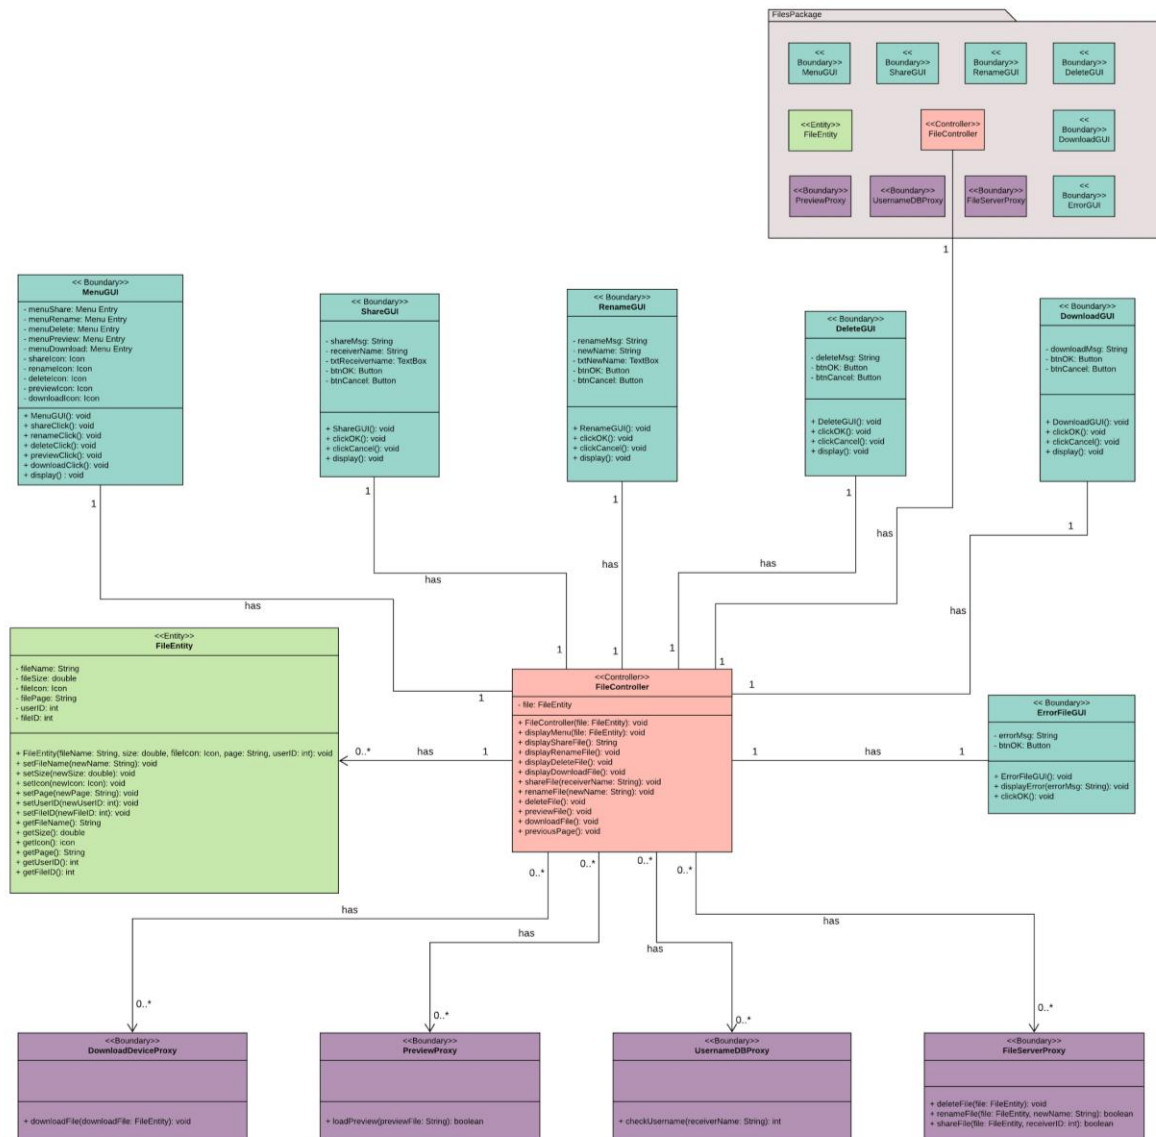 FilesPackage
<<
Boundary>>
MenuGUI
<<
Boundary>>
ShareGUI
<<
Boundary>>
RenameGUI
<<
Boundary>>
DeleteGUI
<<Entity>>
FileEntity
<<Controller>>
FileController
<<
Boundary>>
DownloadGUI
<<Boundary>>
PreviewProxy
<<Boundary>>
UsernameDBProxy
<<Boundary>>
FileServerProxy
<<
Boundary>>
ErrorGUI
1
<< Boundary>>
MenuGUI
- menuShare: Menu Entry
- menuRename: Menu Entry
- menuDelete: Menu Entry
- menuPreview: Menu Entry
- menuDownload: Menu Entry
- shareIcon: Icon
- renameIcon: Icon
- deleteIcon: Icon
- previewIcon: Icon
- downloadIcon: Icon
+ MenuGUI(): void
+ shareClick(): void
+ renameClick(): void
+ deleteClick(): void
+ previewClick(): void
+ downloadClick(): void
+ display() : void
1
has
1
<< Boundary>>
ShareGUI
- shareMsg: String
- receiverName: String
- txtReceiverName: TextBox
- btnOK: Button
- btnCancel: Button
+ ShareGUI(): void
+ clickOK(): void
+ clickCancel(): void
+ display(): void
1
has
1
<< Boundary>>
RenameGUI
- renameMsg: String
- newName: String
- txtNewName: TextBox
- btnOK: Button
- btnCancel: Button
+ RenameGUI(): void
+ clickOK(): void
+ clickCancel(): void
+ display(): void
1
has
1
<< Boundary>>
DeleteGUI
- deleteMsg: String
- btnOK: Button
- btnCancel: Button
+ DeleteGUI(): void
+ clickOK(): void
+ clickCancel(): void
+ display(): void
1
has
1
has
1
<< Boundary>>
DownloadGUI
- downloadMsg: String
- btnOK: Button
- btnCancel: Button
+ DownloadGUI(): void
+ clickOK(): void
+ clickCancel(): void
+ display(): void
1
has
1
<<Entity>>
FileEntity
- fileName: String
- fileSize: double
- fileIcon: Icon
- filePage: String
- userID: int
- fileID: int
+ FileEntity(fileName: String, size: double, fileIcon: Icon, page: String, userID: int): void
+ setFileName(newName: String): void
+ setSize(newSize: double): void
+ setIcon(newIcon: Icon): void
+ setPage(newPage: String): void
+ setUserID(newUserID: int): void
+ setFileID(newFileID: int): void
+ getFileName(): String
+ getSize(): double
+ getIcon(): icon
+ getPage(): String
+ getUserID(): int
+ getFileID(): int
0..*
has
1
<<Controller>>
FileController
- file: FileEntity
+ FileController(file: FileEntity): void
+ displayMenu(file: FileEntity): void
+ displayShareFile(): String
+ displayRenameFile(): void
+ displayDeleteFile(): void
+ displayDownloadFile(): void
+ shareFile(receiverName: String): void
+ renameFile(newName: String): void
+ deleteFile(): void
+ previewFile(): void
+ downloadFile(): void
+ previousPage(): void
1
has
1
<< Boundary>>
ErrorFileGUI
- errorMsg: String
- btnOK: Button
+ ErrorFileGUI(): void
+ displayError(errorMsg: String): void
+ clickOK(): void
0..*
0..*
0..*
0..*
has
has
has
has
0..*
0..*
0..*
0..*
<<Boundary>>
DownloadDeviceProxy
+ downloadFile(downloadFile: FileEntity): void
<<Boundary>>
PreviewProxy
+ loadPreview(previewFile: String): boolean
<<Boundary>>
UsernameDBProxy
+ checkUsername(receiverName: String): int
<<Boundary>>
FileServerProxy
+ deleteFile(file: FileEntity): void
+ renameFile(file: FileEntity, newName: String): boolean
+ shareFile(file: FileEntity, receiverID: int): boolean